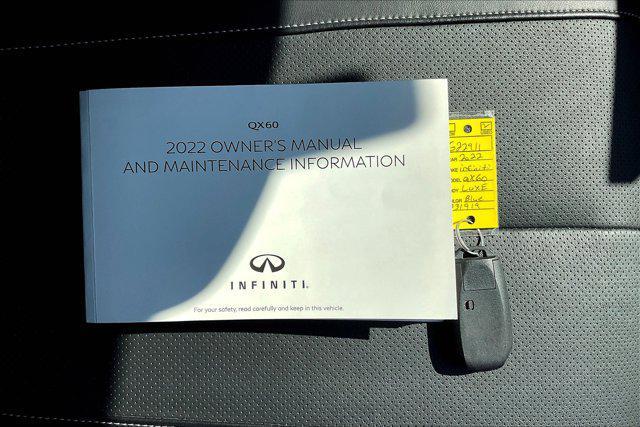 QX60
2022 OWNER'S MANUAL
AND MAINTENANCE INFORMATION
INFINITI
For your safety, read carefully and keep in this vehicle.
2022
infiniti
QX60
LUXE
Blue